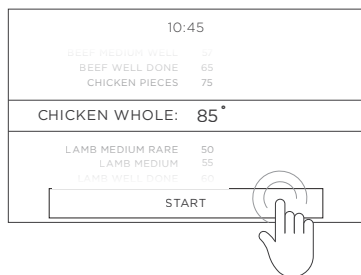 10:45
BEEF MEDIUM WELL 57
BEEF WELL DONE 65
CHICKEN PIECES 75
CHICKEN WHOLE: 85°
LAMB MEDIUM RARE 50
LAMB MEDIUM 55
LAMB WELL DONE 60
START